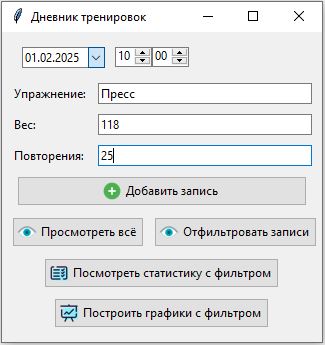 Дневник тренировок
01.02.2025 10 00
Упражнение: Пресс
Вес: 118
Повторения: 25
Добавить запись
Просмотреть всё Отфильтровать записи
Посмотреть статистику с фильтром
Построить графики с фильтром